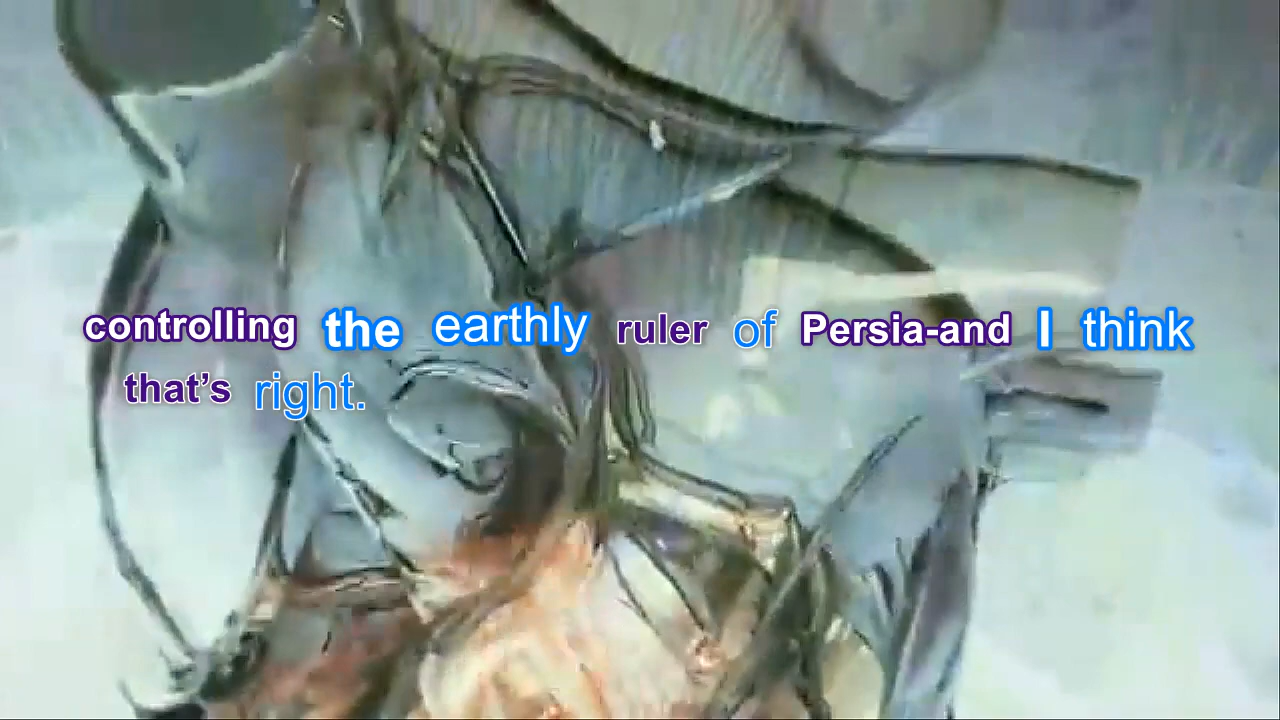 controlling the earthly ruler of Persia-and I think
that’s right.